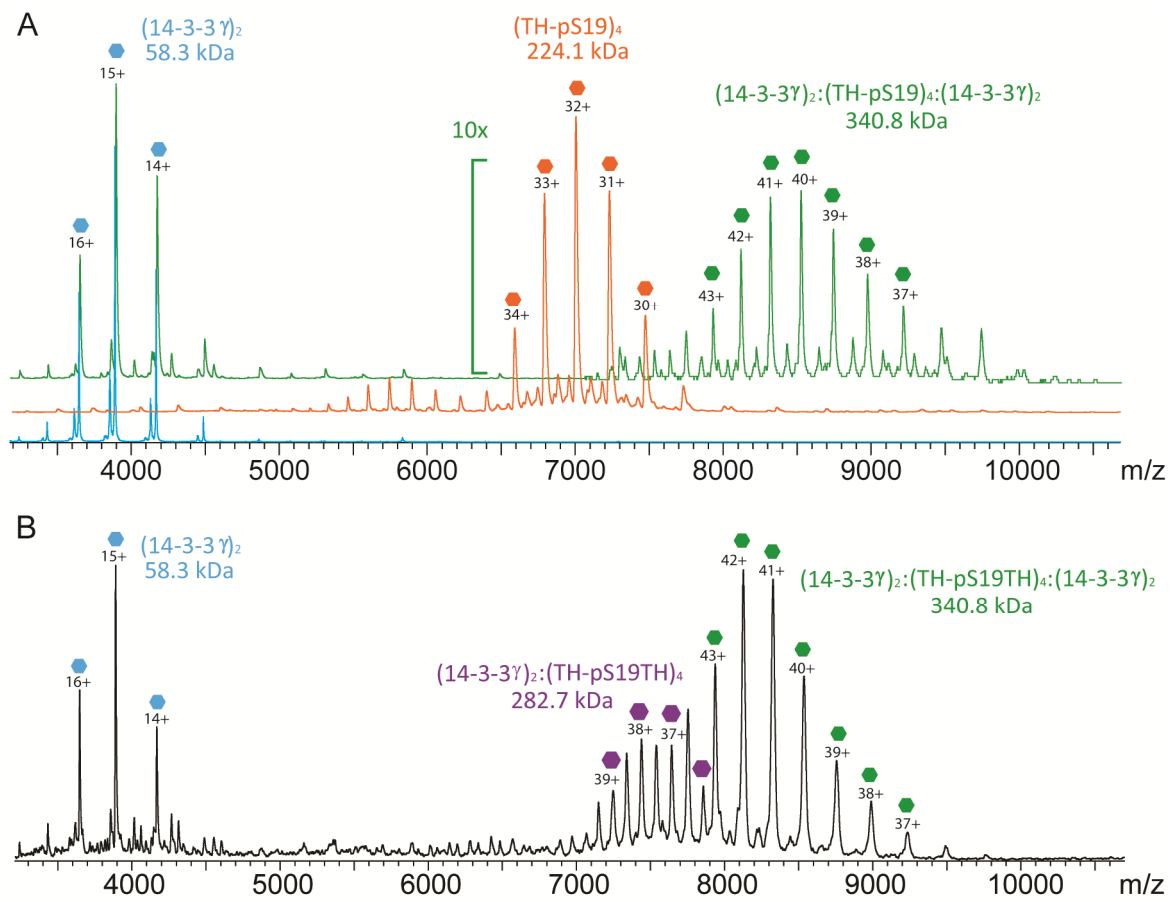 A
(14-3-3γ)₂
58.3 kDa
15+
14+
16+
(TH-pS19)₄
224.1 kDa
32+
33+
31+
34+
30+
10x
(14-3-3γ)₂:(TH-pS19)₄:(14-3-3γ)₂
340.8 kDa
41+
40+
42+
39+
43+
38+
37+
4000 5000 6000 7000 8000 9000 10000 m/z
B
(14-3-3γ)₂
58.3 kDa
15+
16+
14+
(14-3-3γ)₂:(TH-pS19TH)₄
282.7 kDa
38+
37+
39+
(14-3-3γ)₂:(TH-pS19TH)₄:(14-3-3γ)₂
340.8 kDa
42+
41+
43+
40+
39+
38+
37+
4000 5000 6000 7000 8000 9000 10000 m/z